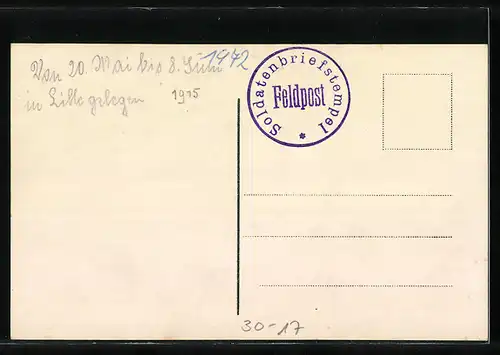 Von 20. Mai bis 8. Juni 1942
in Lille gelegen 1915
Soldatenbriefstempel
Feldpost
*
30-17